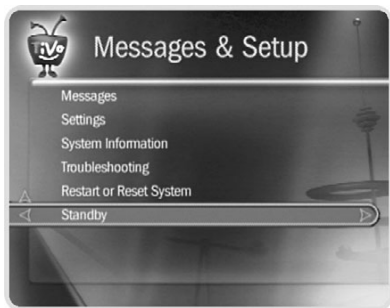 TiVo
Messages & Setup
Messages
Settings
System Information
Troubleshooting
Restart or Reset System
Standby